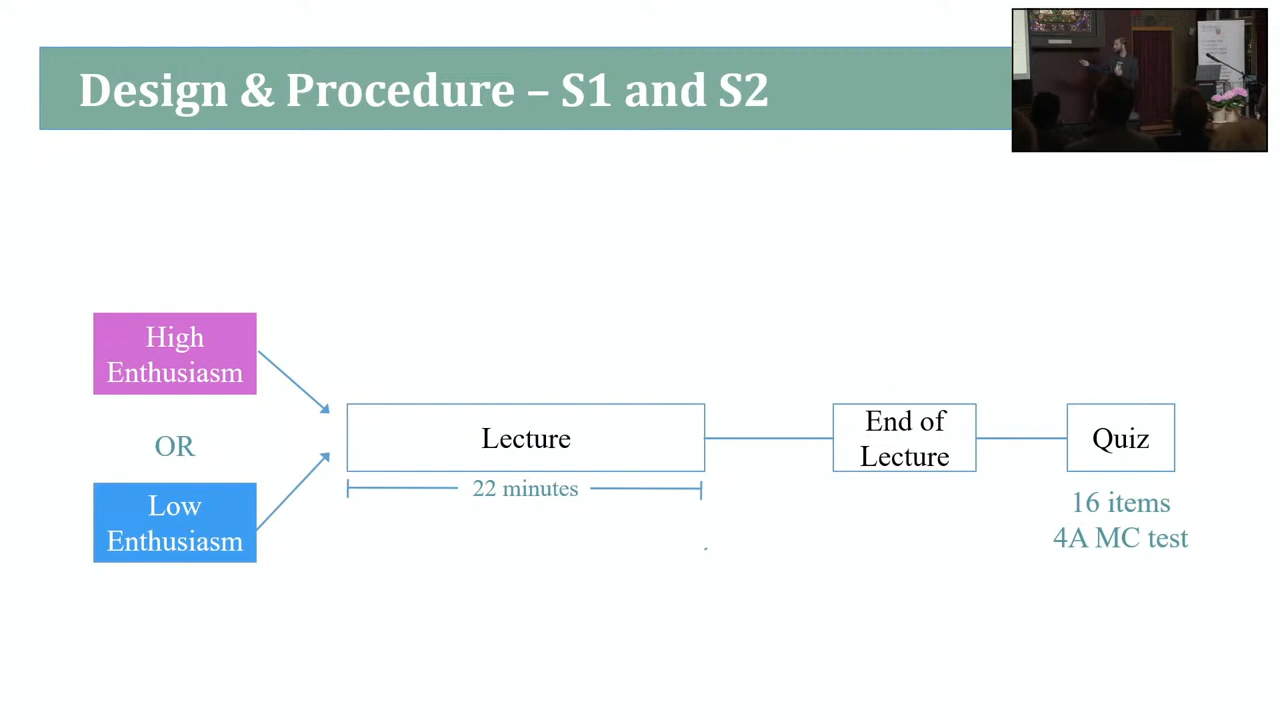 Design & Procedure – S1 and S2
High
Enthusiasm
OR
Low
Enthusiasm
Lecture
22 minutes
End of
Lecture
Quiz
16 items
4A MC test